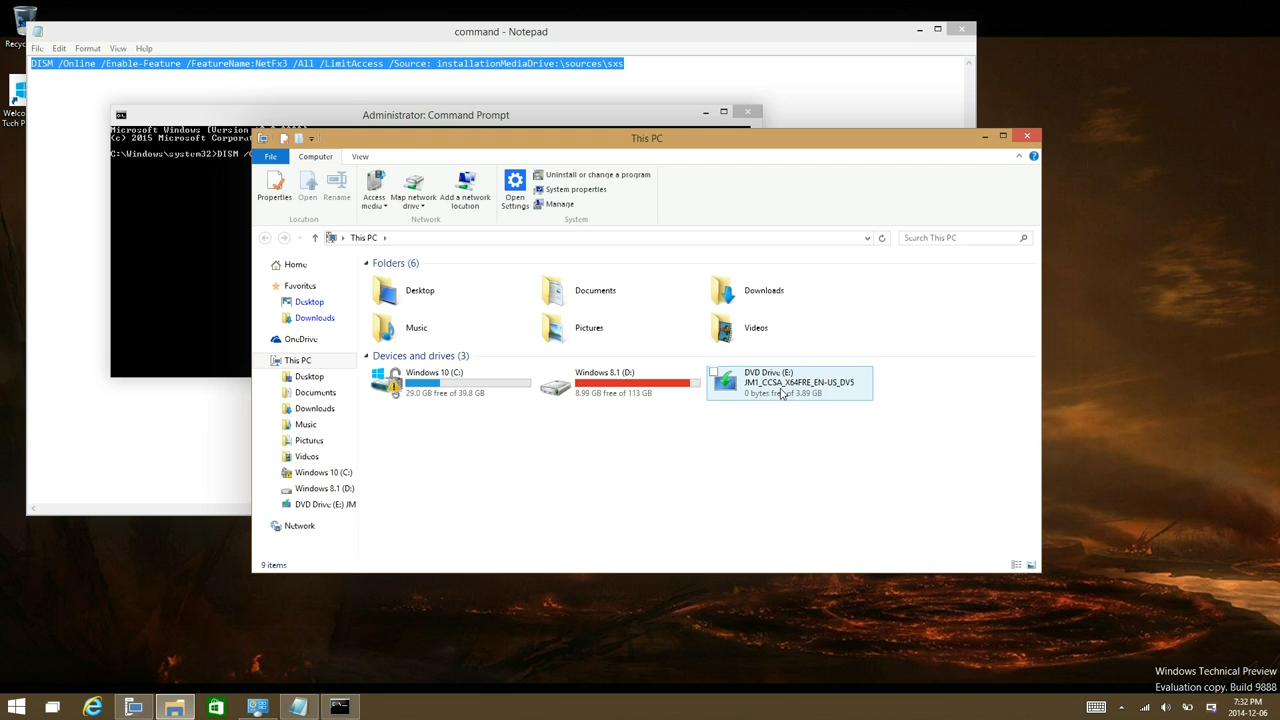 Recyc
Welco
Tech P
command - Notepad
File Edit Format View Help
DISM /Online /Enable-Feature /FeatureName:NetFx3 /All /LimitAccess /Source: installationMediaDrive:\sources\sxs
Administrator: Command Prompt
Microsoft Windows [Version
(c) 2015 Microsoft Corporat
C:\Windows\system32>DISM /O
This PC
File Computer View
Properties
Open
Rename
Location
Access media
Map network drive
Add a network location
Network
Open Settings
Uninstall or change a program
System properties
Manage
System
This PC
Search This PC
Home
Favorites
Desktop
Downloads
OneDrive
This PC
Desktop
Documents
Downloads
Music
Pictures
Videos
Windows 10 (C:)
Windows 8.1 (D:)
DVD Drive (E:) JM
Network
Folders (6)
Desktop
Documents
Downloads
Music
Pictures
Videos
Devices and drives (3)
Windows 10 (C:)
29.0 GB free of 39.8 GB
Windows 8.1 (D:)
8.99 GB free of 113 GB
DVD Drive (E:)
JM1_CCSA_X64FRE_EN-US_DV5
0 bytes free of 3.89 GB
9 items
Windows Technical Preview
Evaluation copy. Build 9888
7:32 PM
2014-12-06